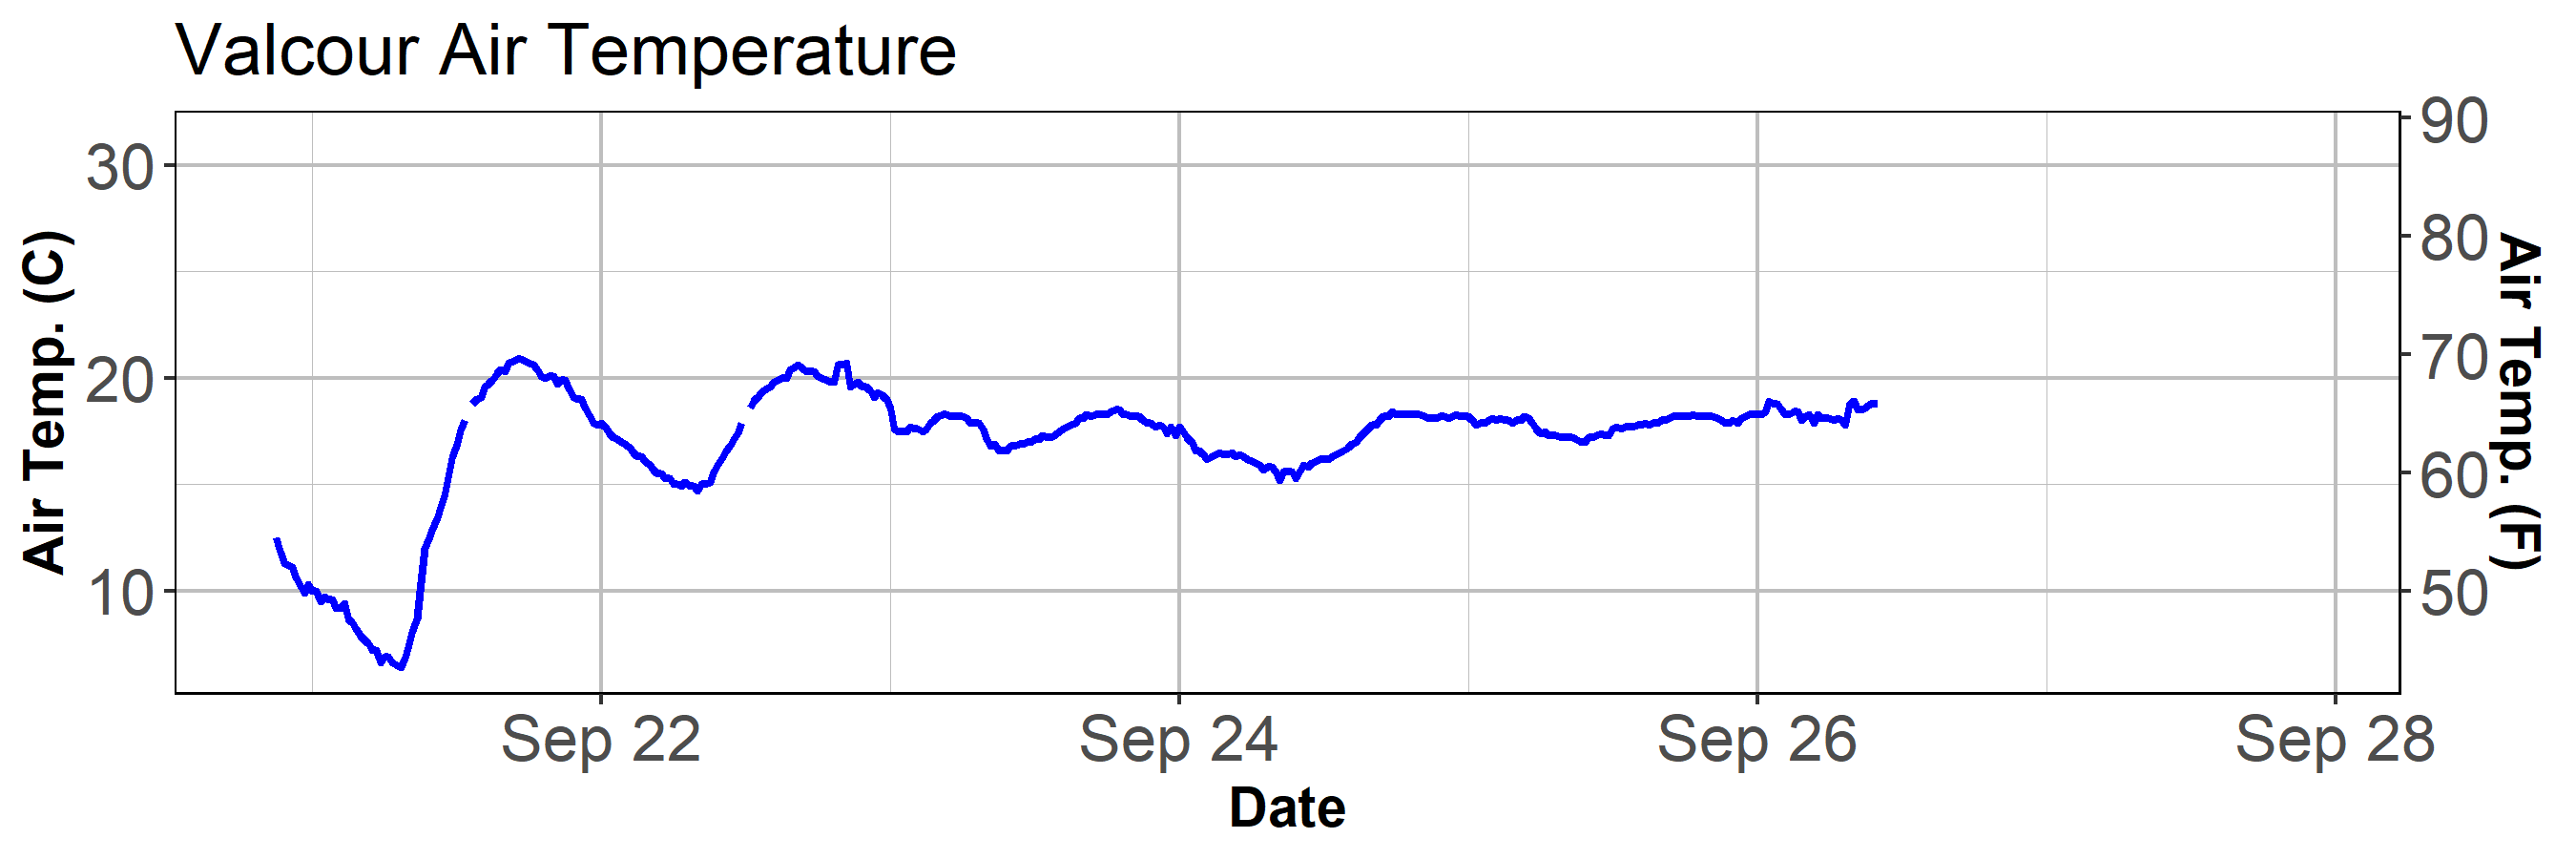 Valcour Air Temperature
Air Temp. (C)
30
20
10
90
80
70
60
50
Air Temp. (F)
Sep 22
Sep 24
Sep 26
Sep 28
Date